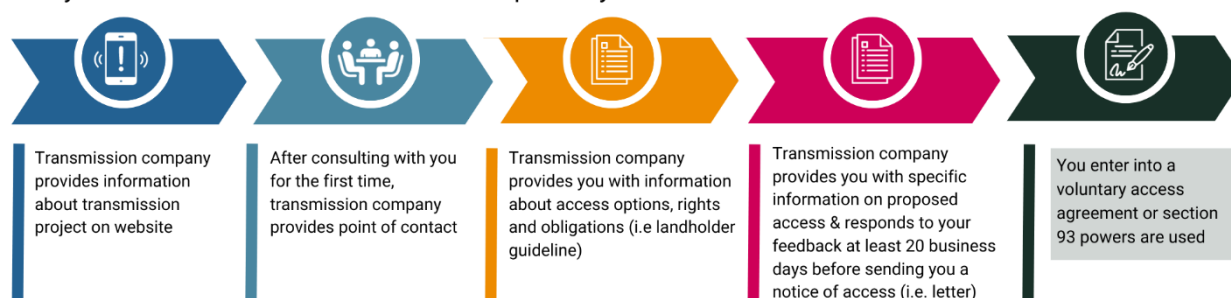 Transmission company
provides information
about transmission
project on website
After consulting with you
for the first time,
transmission company
provides point of contact
Transmission company
provides you with information
about access options, rights
and obligations (i.e landholder
guideline)
Transmission company
provides you with specific
information on proposed
access & responds to your
feedback at least 20 business
days before sending you a
notice of access (i.e. letter)
You enter into a
voluntary access
agreement or section
93 powers are used